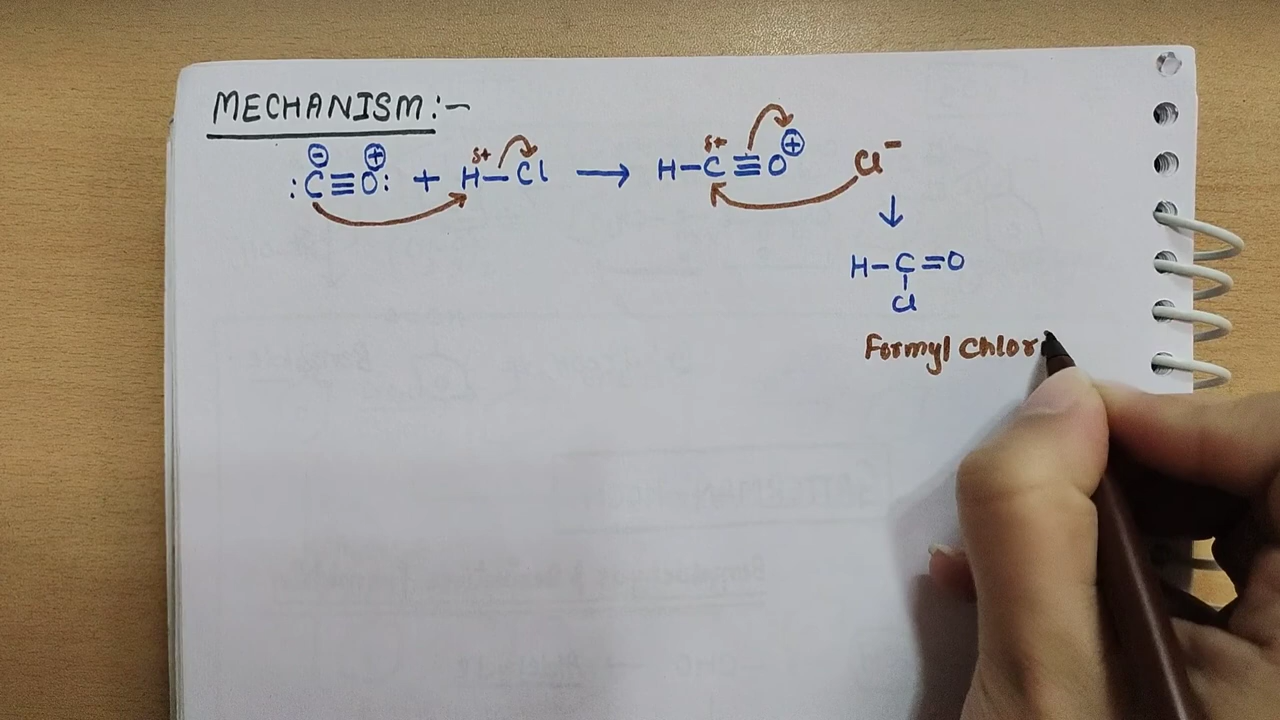 MECHANISM:-
⊖ ⊕ δ+ δ+ ⊕
:C≡O: + H-Cl → H-C≡O Cl⁻
↓
H-C=O
|
Cl
Formyl Chlor